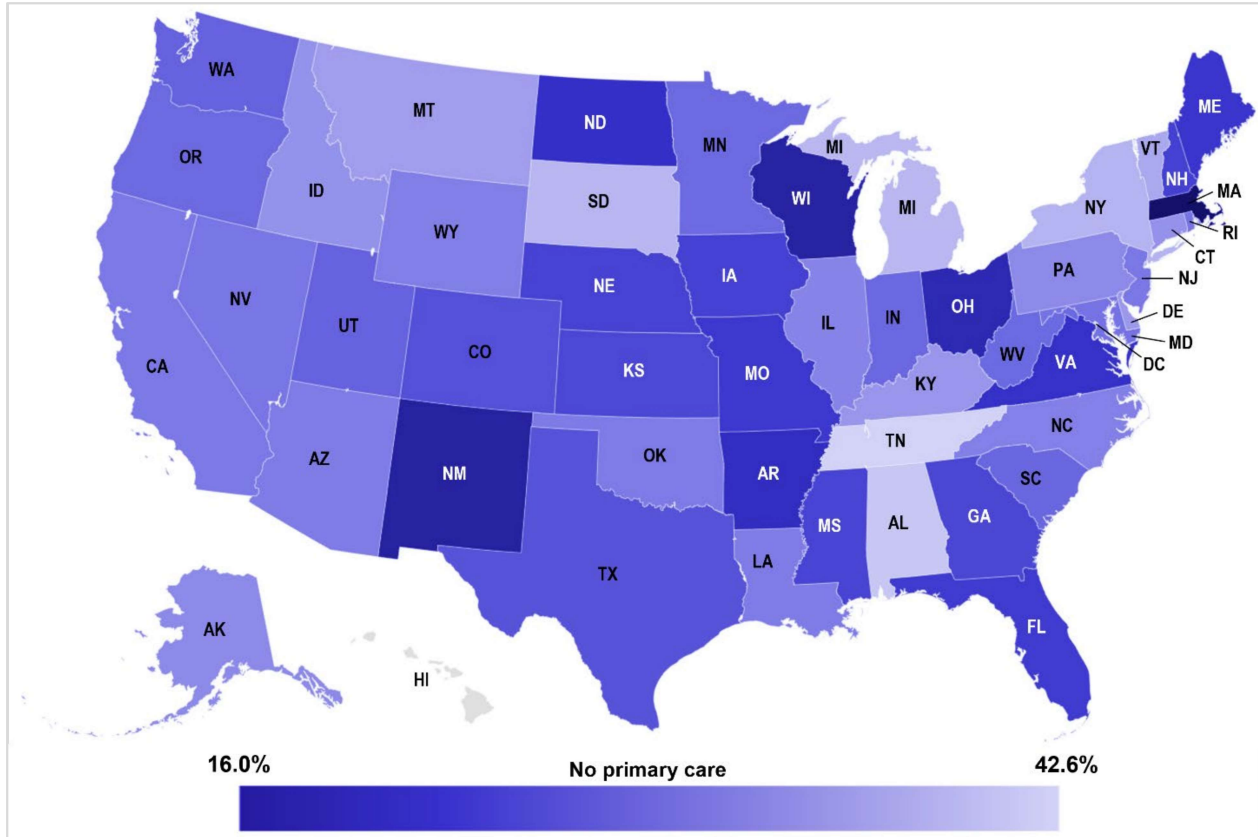 WA
MT
ND
MN
ME
OR
ID
SD
WI
MI
VT
NH
MA
WY
MI
NY
RI
CT
NV
UT
NE
IA
PA
NJ
CA
CO
KS
MO
IL
IN
OH
DE
MD
WV
VA
DC
KY
AZ
NM
OK
AR
TN
NC
SC
MS
AL
GA
TX
LA
FL
AK
HI
16.0%
No primary care
42.6%